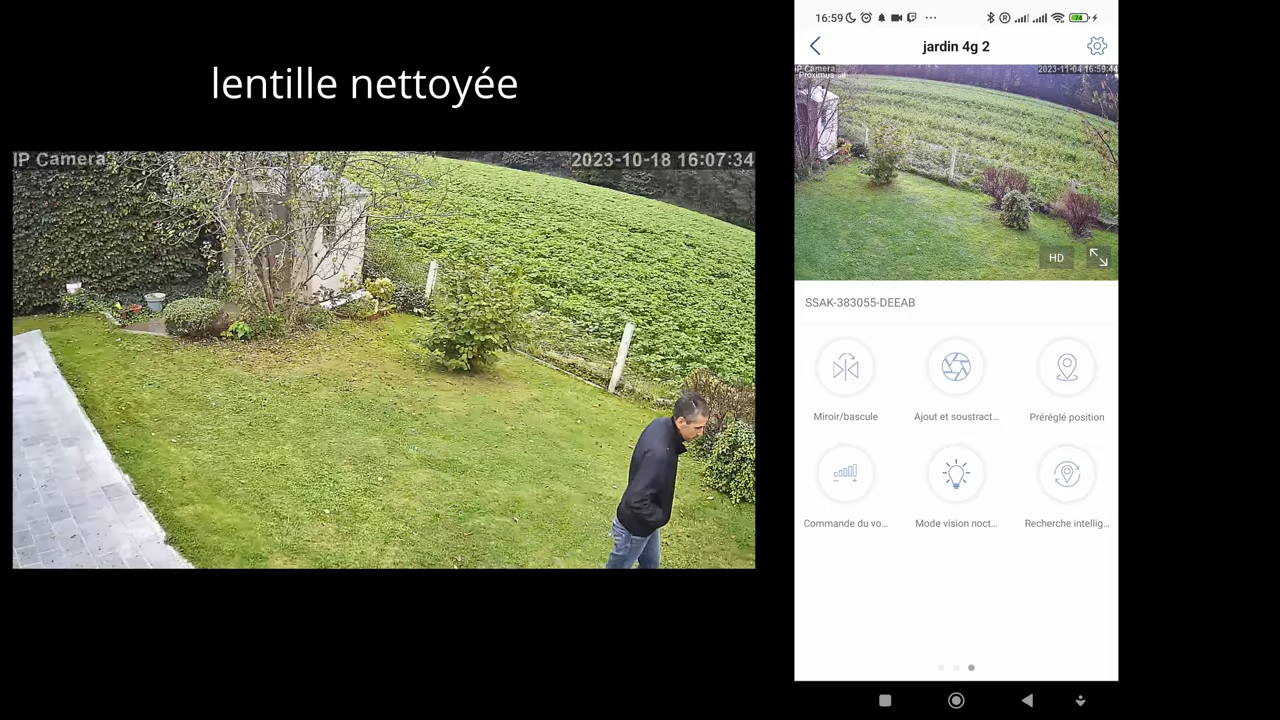 lentille nettoyée
IP Camera
2023-10-18 16:07:34
16:59
74
jardin 4g 2
IP Camera
2023-11-04 16:59:44
Proximus
HD
SSAK-383055-DEEAB
Miroir/bascule
Ajout et soustract...
Préréglé position
Commande du vo...
Mode vision noct...
Recherche intellig...